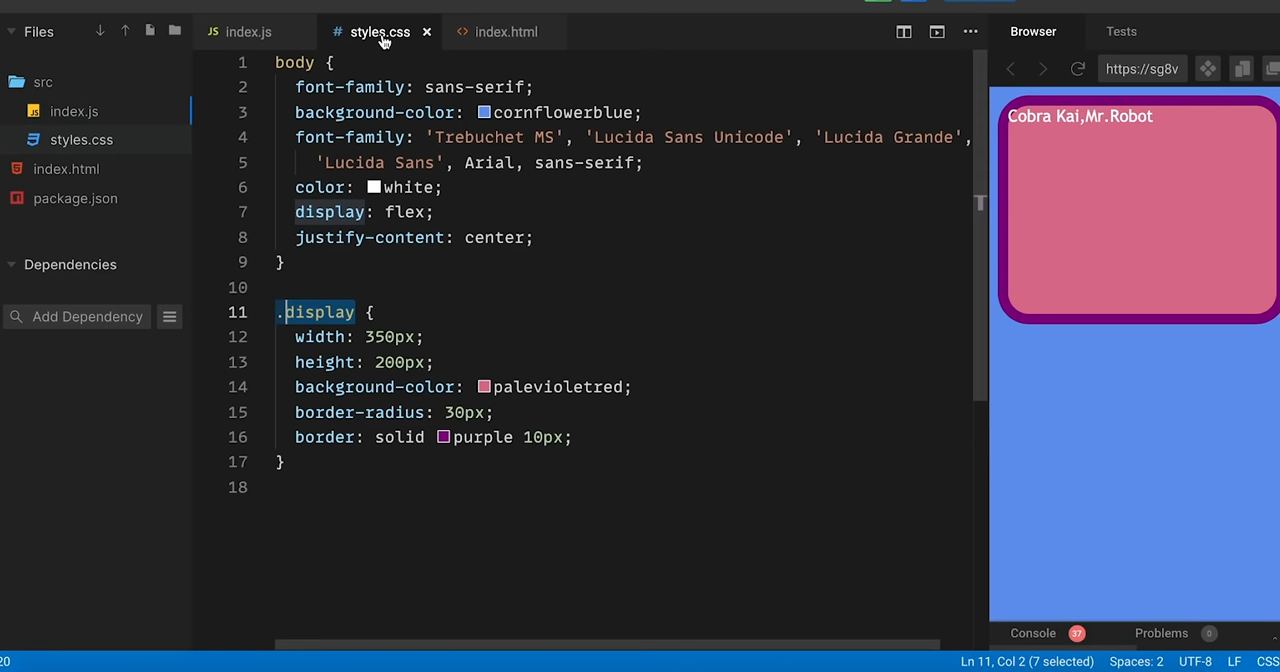 Files
src
index.js
styles.css
index.html
package.json
Dependencies
Add Dependency
JS index.js
# styles.css ×
<> index.html
1 body {
2 font-family: sans-serif;
3 background-color: cornflowerblue;
4 font-family: 'Trebuchet MS', 'Lucida Sans Unicode', 'Lucida Grande',
5 'Lucida Sans', Arial, sans-serif;
6 color: white;
7 display: flex;
8 justify-content: center;
9 }
10
11 .display {
12 width: 350px;
13 height: 200px;
14 background-color: palevioletred;
15 border-radius: 30px;
16 border: solid purple 10px;
17 }
18
Browser Tests
https://sg8v
Cobra Kai,Mr.Robot
Console 37 Problems 0
20 Ln 11, Col 2 (7 selected) Spaces: 2 UTF-8 LF CSS